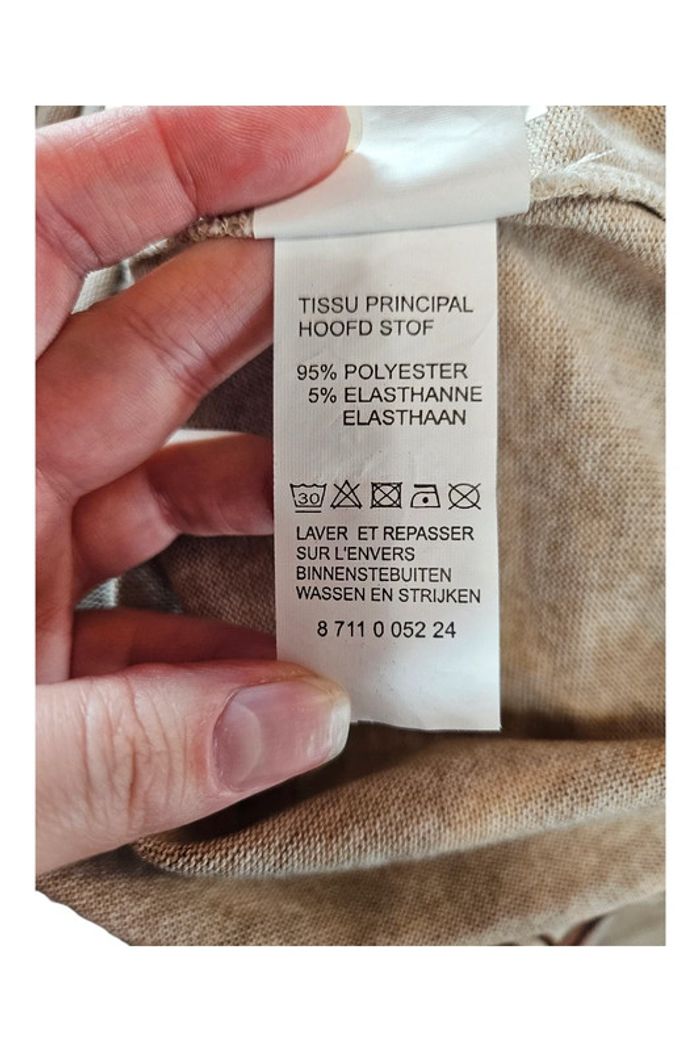 TISSU PRINCIPAL
HOOFD STOF
95% POLYESTER
5% ELASTHANNE
ELASTHAAN
30
LAVER ET REPASSER
SUR L'ENVERS
BINNENSTEBUITEN
WASSEN EN STRIJKEN
8 711 0 052 24